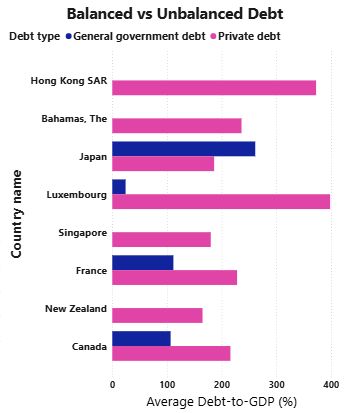 Balanced vs Unbalanced Debt
Debt type General government debt Private debt
Country name
Hong Kong SAR
Bahamas, The
Japan
Luxembourg
Singapore
France
New Zealand
Canada
0 100 200 300 400
Average Debt-to-GDP (%)